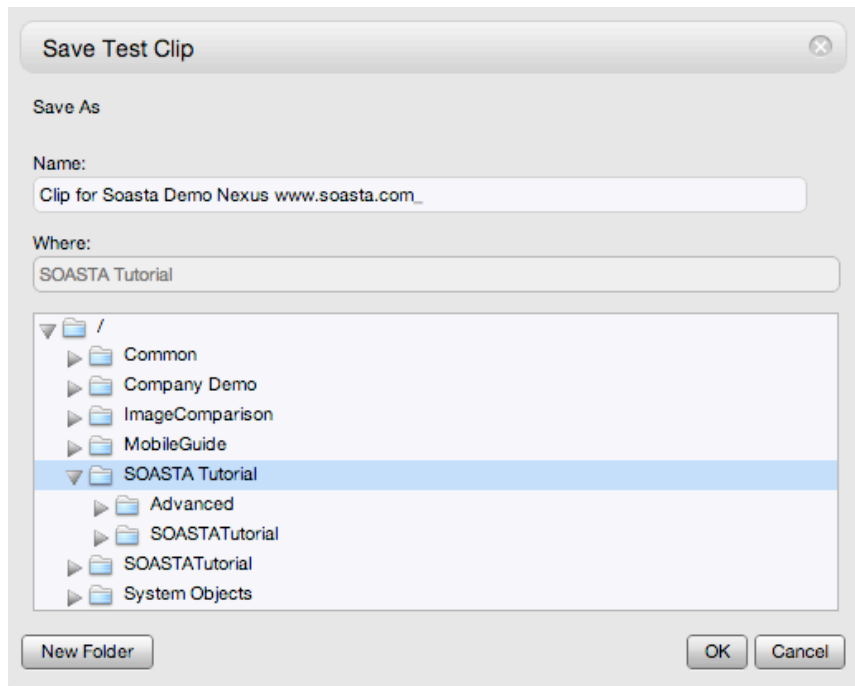 Save Test Clip
Save As
Name:
Clip for Soasta Demo Nexus www.soasta.com_
Where:
SOASTA Tutorial
/
Common
Company Demo
ImageComparison
MobileGuide
SOASTA Tutorial
Advanced
SOASTATutorial
SOASTATutorial
System Objects
New Folder
OK
Cancel